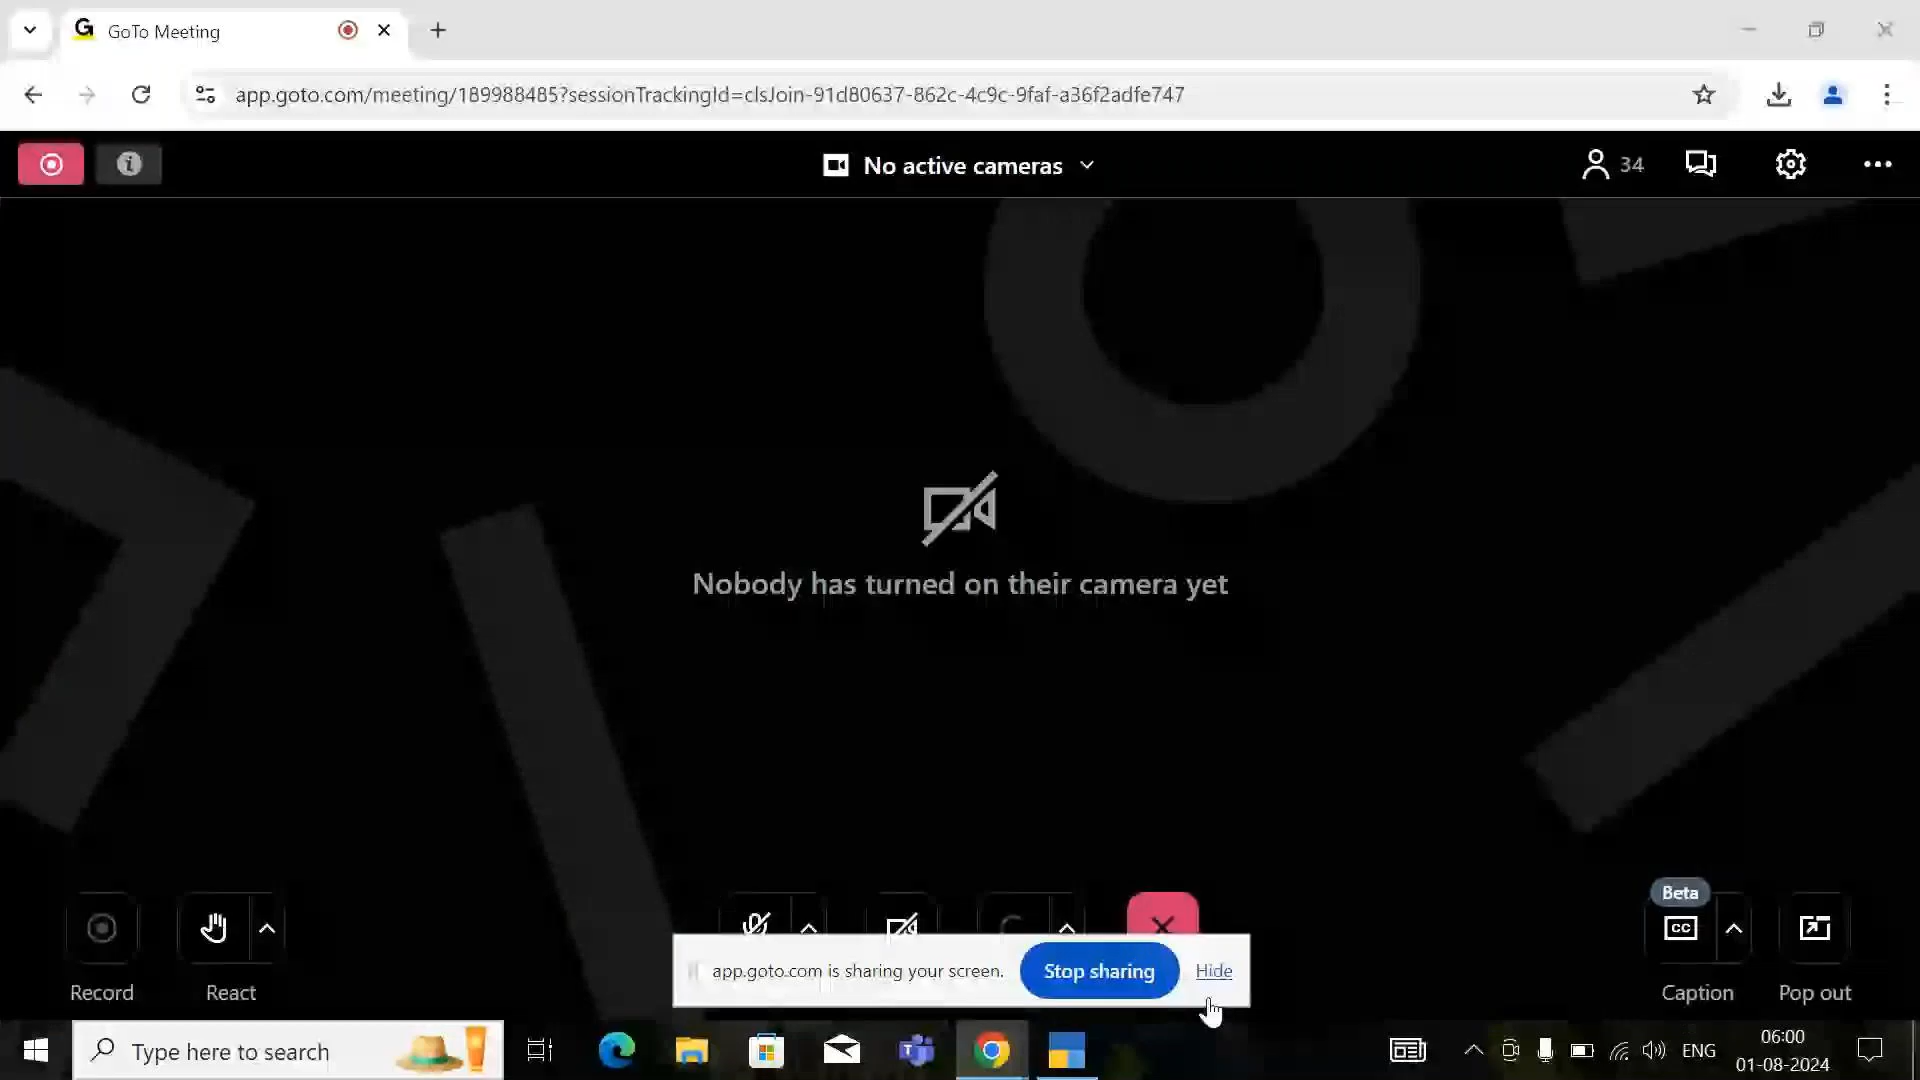 GoTo Meeting
app.goto.com/meeting/189988485?sessionTrackingId=clsJoin-91d80637-862c-4c9c-9faf-a36f2adfe747
No active cameras
34
Nobody has turned on their camera yet
Beta
CC
app.goto.com is sharing your screen.
Stop sharing
Hide
Record
React
Caption
Pop out
Type here to search
ENG
06:00
01-08-2024